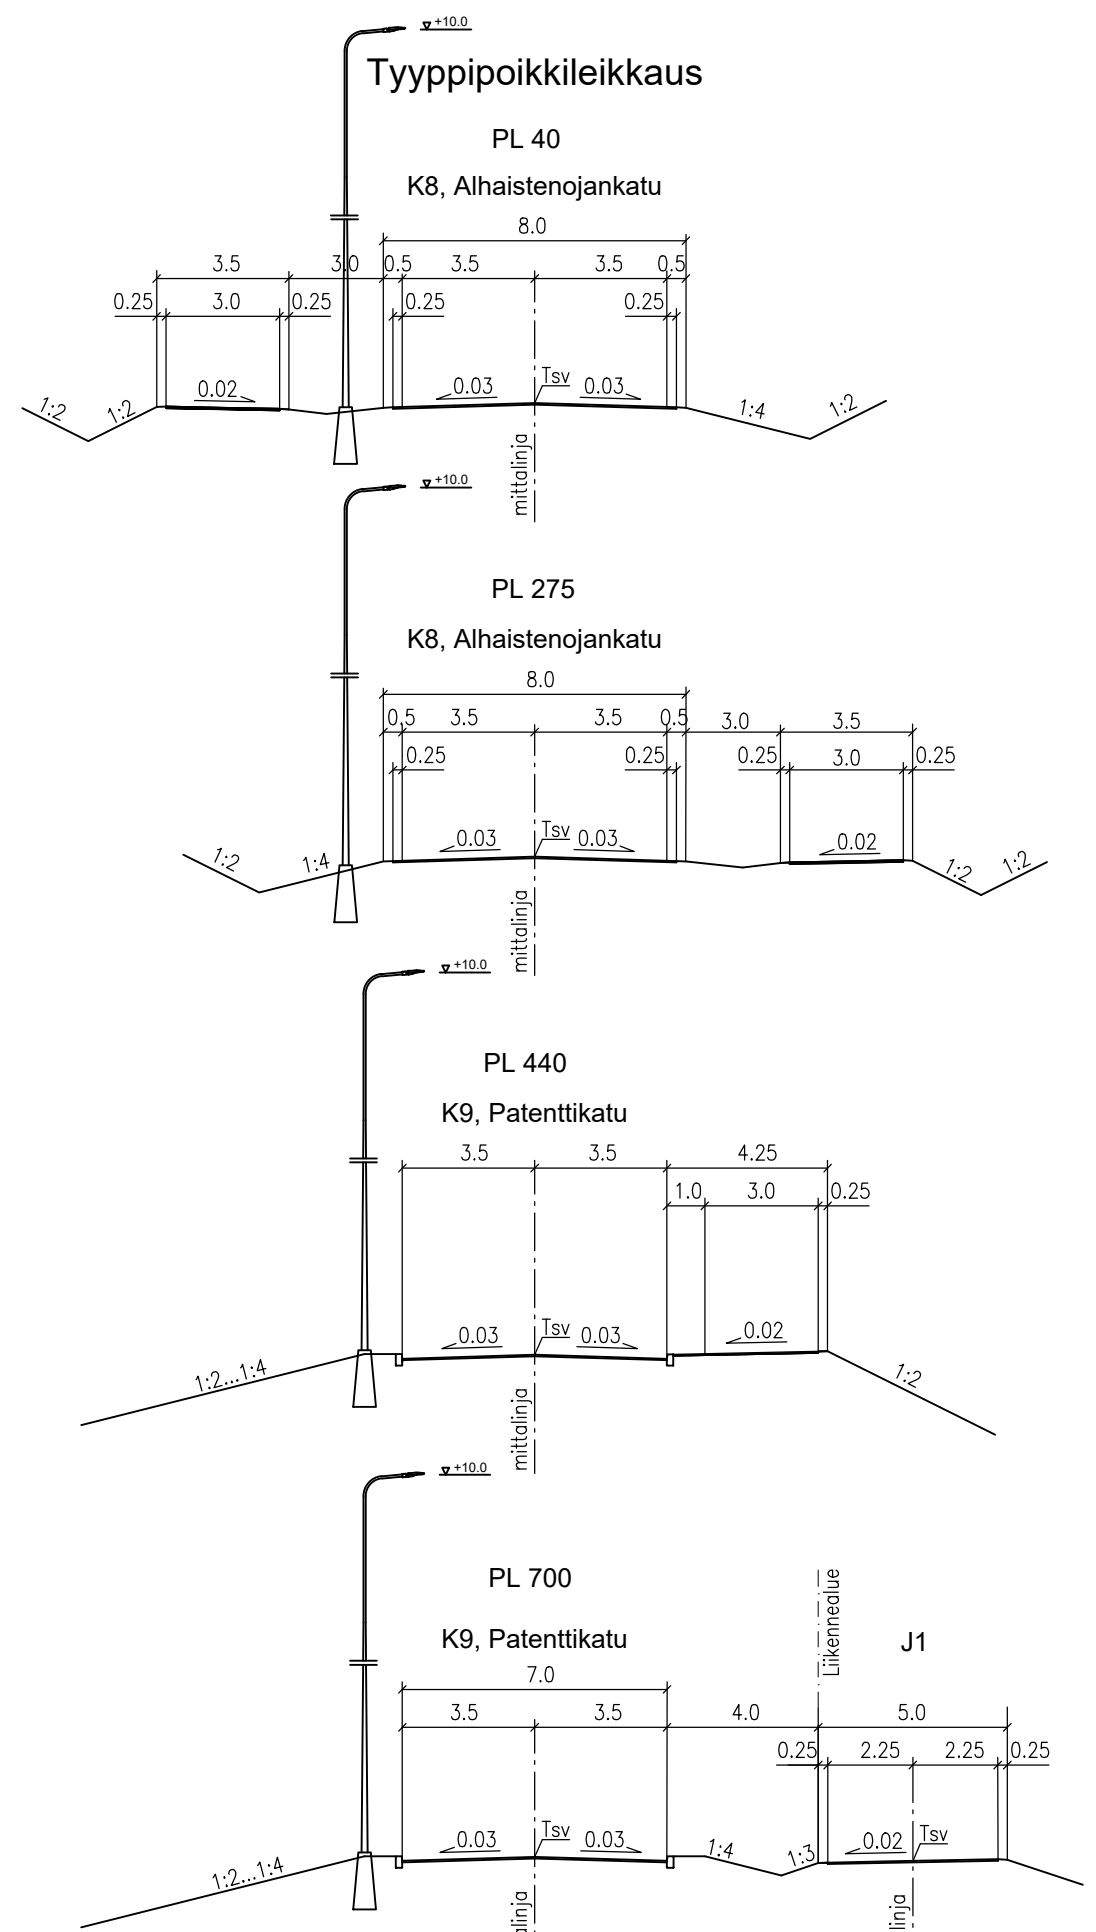 +10.0
Tyyppipoikkileikkaus
PL 40
K8, Alhaistenojankatu
8.0
3.5 3.0 0.5 3.5 3.5 0.5
0.25 3.0 0.25 0.25 0.25
1:2 1:2 0.02 0.03 Tsv 0.03 1:4 1:2
mittalinja
+10.0
PL 275
K8, Alhaistenojankatu
8.0
0.5 3.5 3.5 0.5 3.0 3.5
0.25 0.25 0.25 3.0 0.25
1:2 1:4 0.03 Tsv 0.03 0.02 1:2 1:2
mittalinja
+10.0
PL 440
K9, Patenttikatu
3.5 3.5 4.25
1.0 3.0 0.25
1:2...1:4 0.03 Tsv 0.03 0.02 1:2
mittalinja
+10.0
PL 700
K9, Patenttikatu
Liikennealue
J1
7.0
3.5 3.5 4.0 5.0
0.25 2.25 2.25 0.25
1:2...1:4 0.03 Tsv 0.03 1:4 1:3 0.02 Tsv
alinja
linja